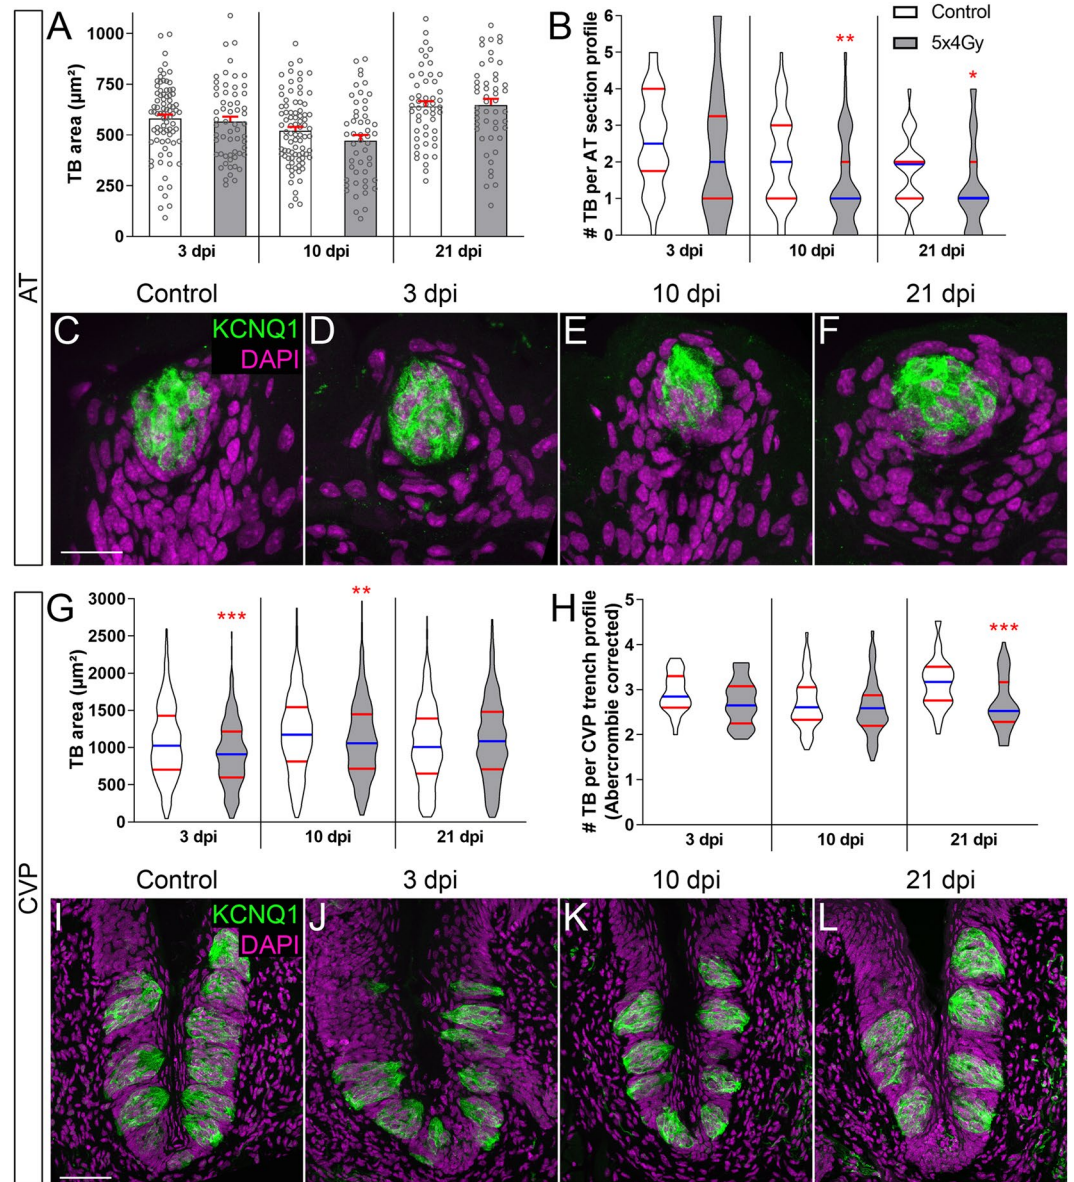 A
TB area (µm²)
1000
750
500
250
0
3 dpi
10 dpi
21 dpi
B
# TB per AT section profile
6
5
4
3
2
1
0
**
*
3 dpi
10 dpi
21 dpi
Control
5x4Gy
AT
Control
3 dpi
10 dpi
21 dpi
C
KCNQ1
DAPI
D
E
F
G
TB area (µm²)
3000
2500
2000
1500
1000
500
0
***
**
3 dpi
10 dpi
21 dpi
H
# TB per CVP trench profile
(Abercrombie corrected)
5
4
3
2
1
0
***
3 dpi
10 dpi
21 dpi
CVP
Control
3 dpi
10 dpi
21 dpi
I
KCNQ1
DAPI
J
K
L